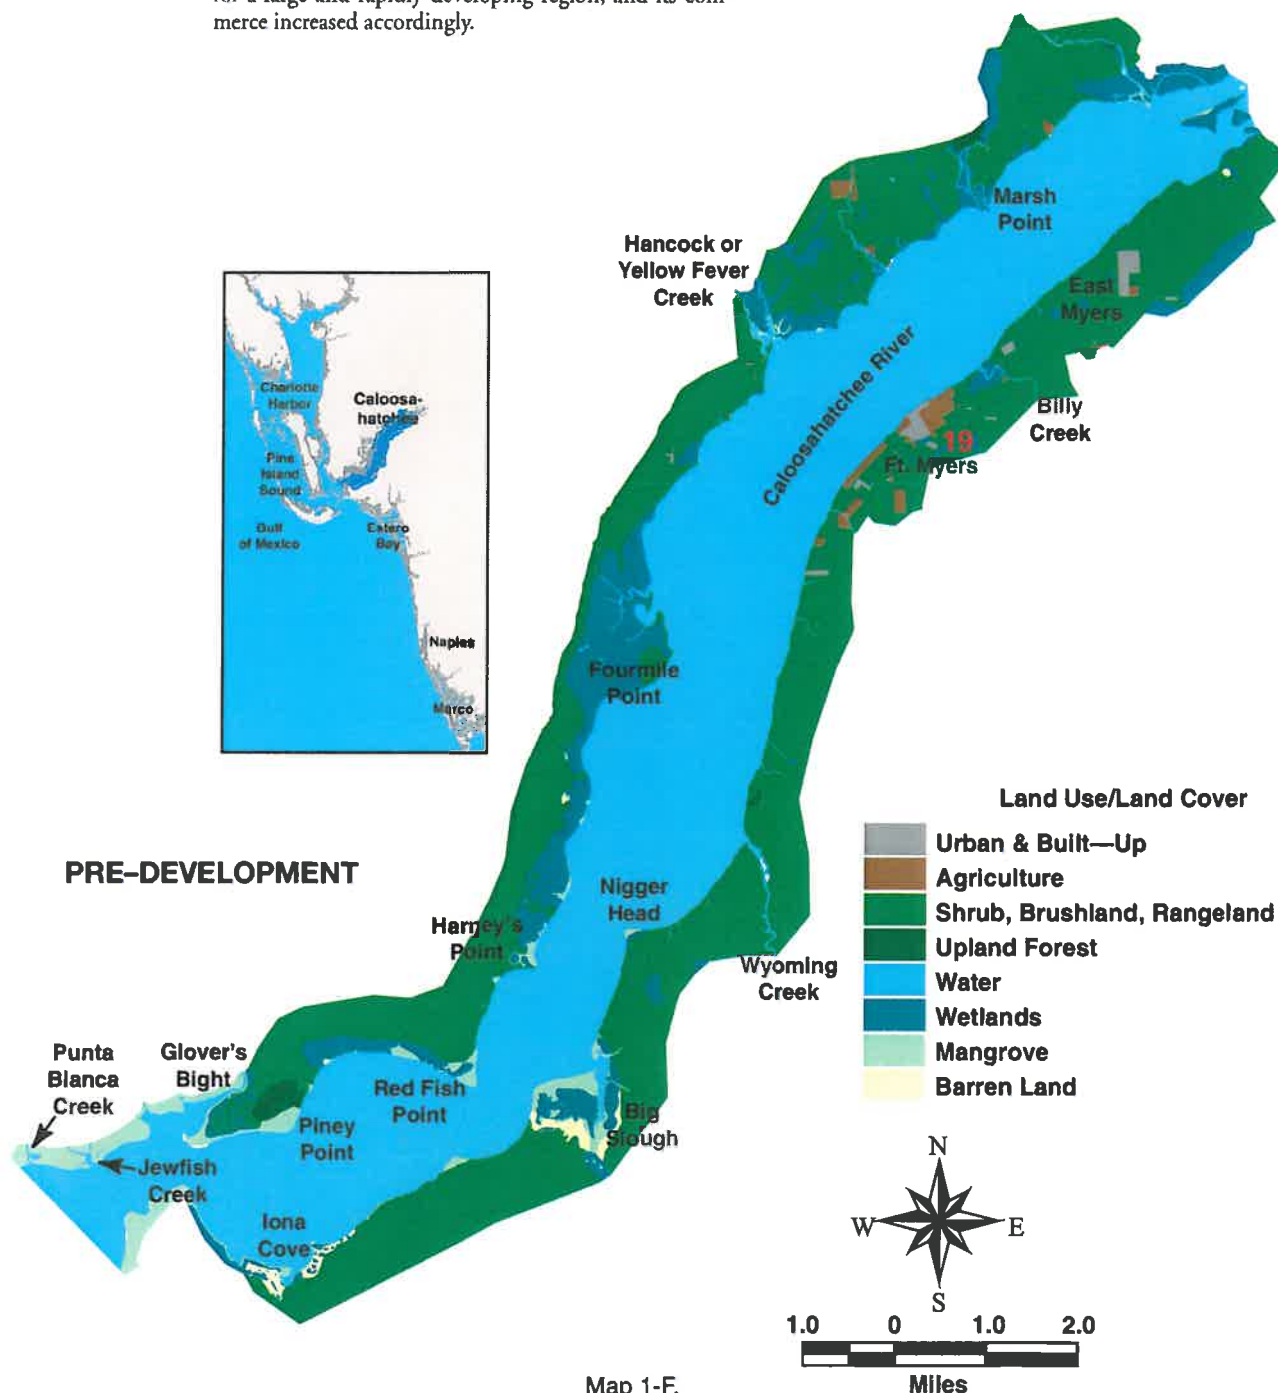 merce increased accordingly.
Marsh
Point
Hancock or
Yellow Fever
Creek
East
Myers
Caloosahatchee River
Charlotte
Harbor
Caloosa-
hatchee
Pine
Island
Sound
Gulf
of Mexico
Estero
Bay
Naples
Marco
Billy
Creek
19
Ft. Myers
Fourmile
Point
PRE–DEVELOPMENT
Land Use/Land Cover
Urban & Built—Up
Agriculture
Shrub, Brushland, Rangeland
Upland Forest
Water
Wetlands
Mangrove
Barren Land
Nigger
Head
Harney's
Point
Wyoming
Creek
Punta
Blanca
Creek
Glover's
Bight
Red Fish
Point
Piney
Point
Big
Slough
Jewfish
Creek
Iona
Cove
N
W
E
S
1.0 0 1.0 2.0
Miles
Map 1-F.